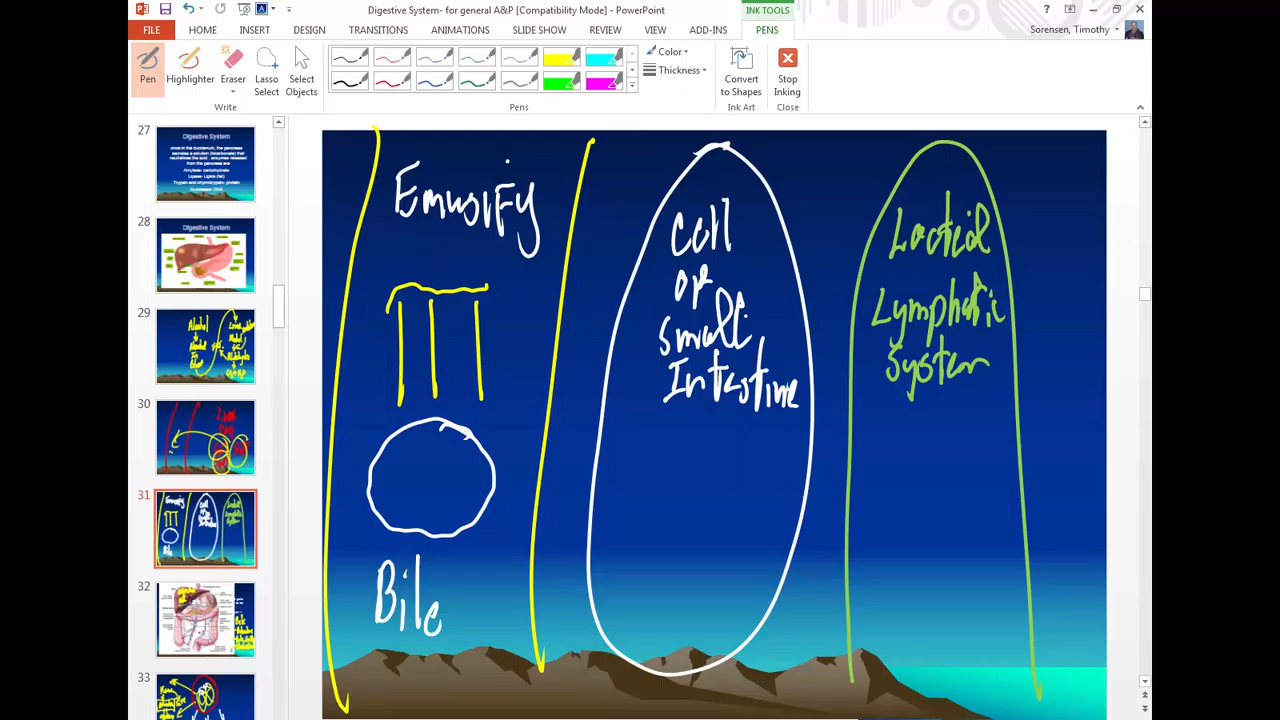 Digestive System- for general A&P [Compatibility Mode] - PowerPoint
INK TOOLS
FILE
HOME
INSERT
DESIGN
TRANSITIONS
ANIMATIONS
SLIDE SHOW
REVIEW
VIEW
ADD-INS
PENS
Sorensen, Timothy
Pen
Highlighter
Eraser
Lasso
Select
Select
Objects
Write
Pens
Color
Thickness
Convert
to Shapes
Ink Art
Stop
Inking
Close
27
Digestive System
28
29
Alcohol
30
31
32
33
Emusify
Bile
Cell
of
Small
Intestine
Lacteal
Lymphatic
System